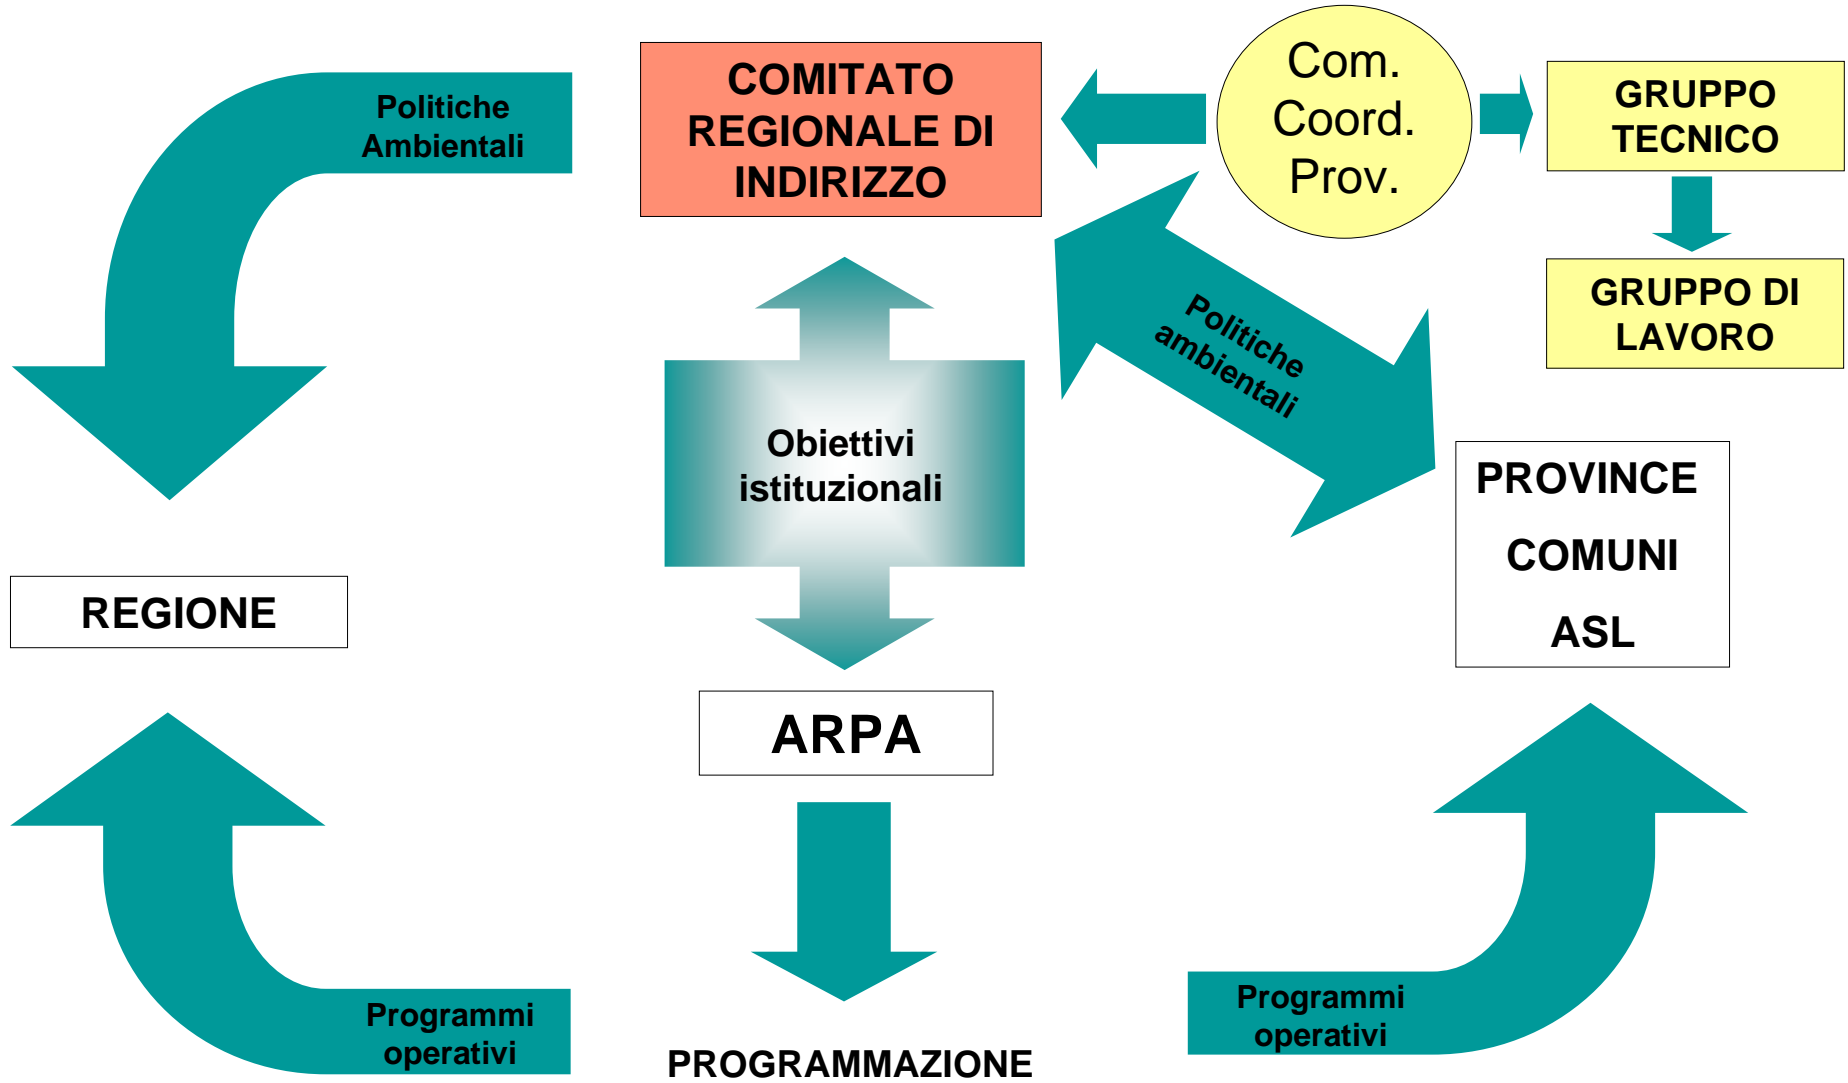 Politiche
Ambientali
COMITATO
REGIONALE DI
INDIRIZZO
Com.
Coord.
Prov.
GRUPPO
TECNICO
GRUPPO DI
LAVORO
Politiche
ambientali
Obiettivi
istituzionali
PROVINCE
COMUNI
ASL
REGIONE
ARPA
Programmi
operativi
PROGRAMMAZIONE
Programmi
operativi